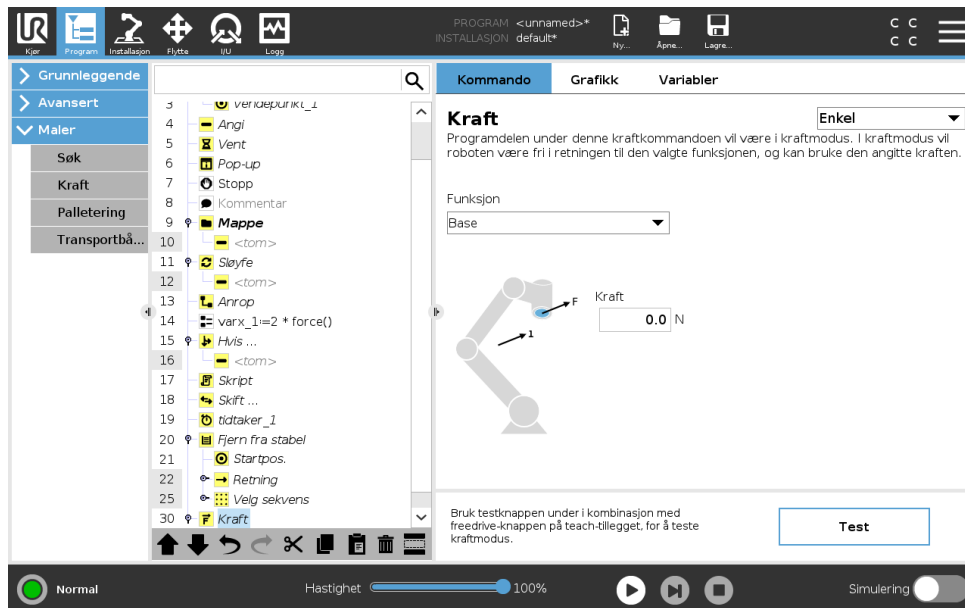 PROGRAM <unnamed>*
INSTALLASJON default*
Kjør
Program
Installasjon
Flytte
I/U
Logg
Ny...
Åpne...
Lagre...
C C
C C
Grunnleggende
Avansert
Maler
Søk
Kraft
Palletering
Transportbå...
3 Vendepunkt_1
4 Angi
5 Vent
6 Pop-up
7 Stopp
8 Kommentar
9 Mappe
10 <tom>
11 Sløyfe
12 <tom>
13 Anrop
14 varx_1≔2 * force()
15 Hvis ...
16 <tom>
17 Skript
18 Skift ...
19 tidtaker_1
20 Fjern fra stabel
21 Startpos.
22 Retning
25 Velg sekvens
30 Kraft
Kommando Grafikk Variabler
Kraft
Enkel
Programdelen under denne kraftkommandoen vil være i kraftmodus. I kraftmodus vil
roboten være fri i retningen til den valgte funksjonen, og kan bruke den angitte kraften.
Funksjon
Base
F
1
Kraft
0.0 N
Bruk testknappen under i kombinasjon med
freedrive-knappen på teach-tillegget, for å teste
kraftmodus.
Test
Normal
Hastighet
100%
Simulering